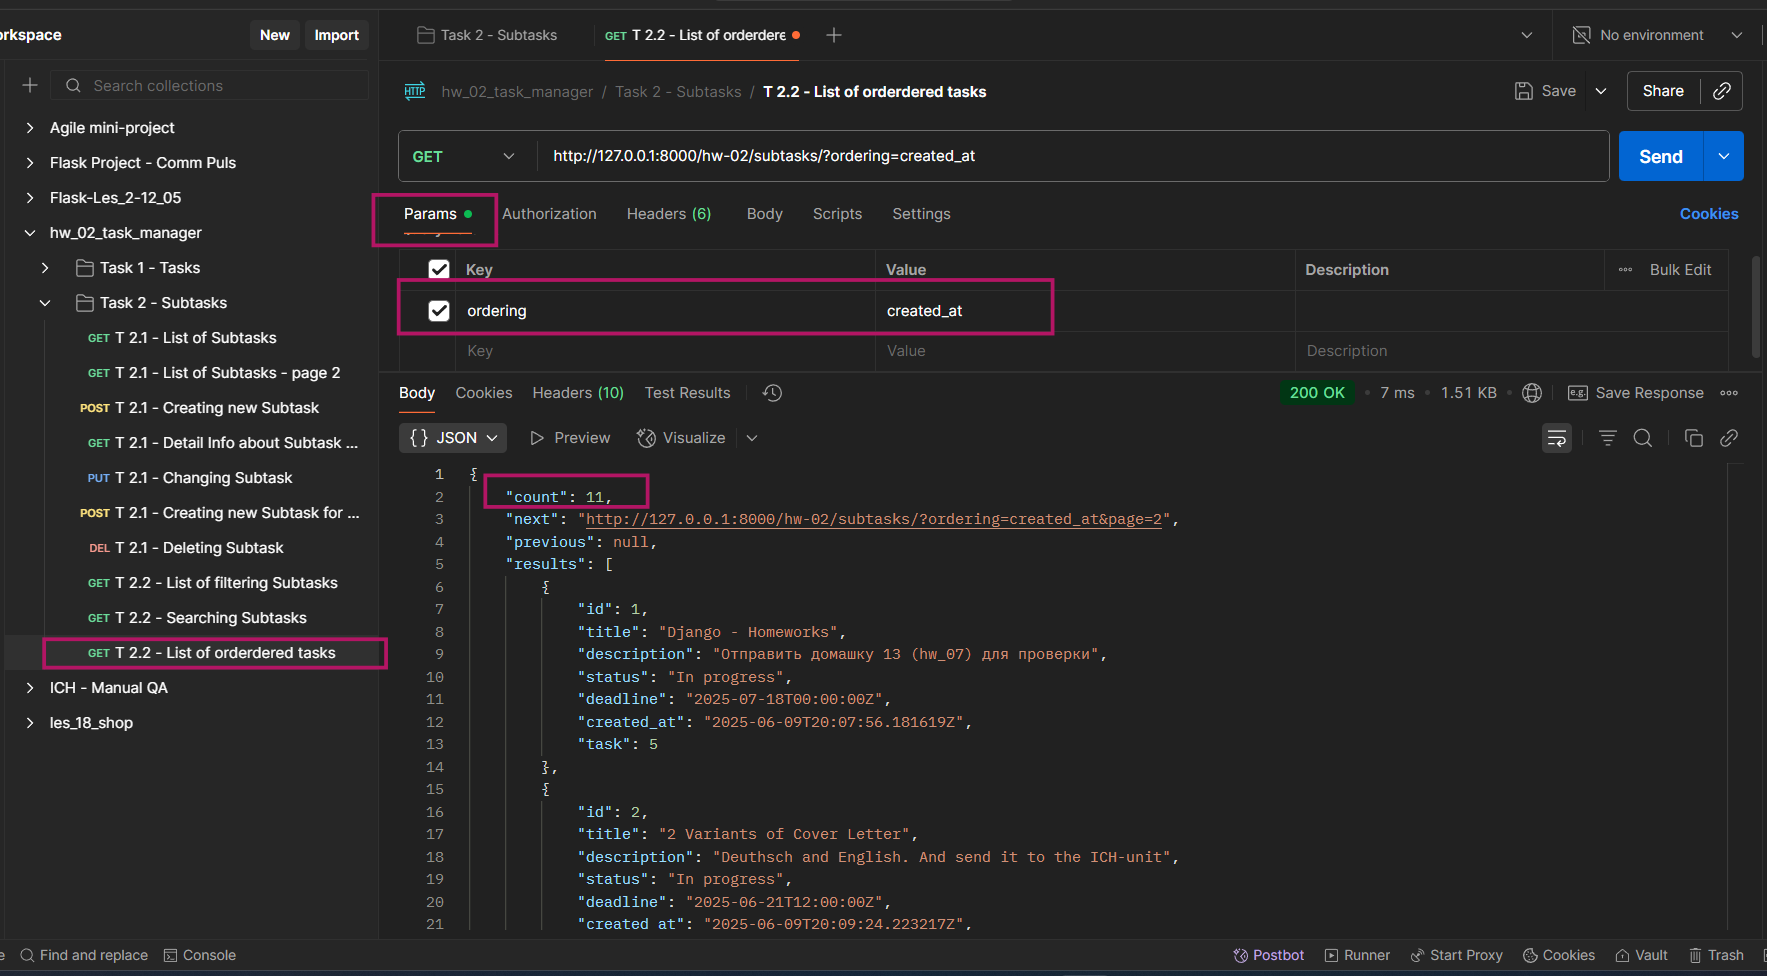 orkspace
New
Import
Task 2 - Subtasks
GET T 2.2 - List of orderdere
No environment
Search collections
hw_02_task_manager / Task 2 - Subtasks / T 2.2 - List of orderdered tasks
Save
Share
Agile mini-project
Flask Project - Comm Puls
Flask-Les_2-12_05
hw_02_task_manager
Task 1 - Tasks
Task 2 - Subtasks
GET T 2.1 - List of Subtasks
GET T 2.1 - List of Subtasks - page 2
POST T 2.1 - Creating new Subtask
GET T 2.1 - Detail Info about Subtask ...
PUT T 2.1 - Changing Subtask
POST T 2.1 - Creating new Subtask for ...
DEL T 2.1 - Deleting Subtask
GET T 2.2 - List of filtering Subtasks
GET T 2.2 - Searching Subtasks
GET T 2.2 - List of orderdered tasks
ICH - Manual QA
les_18_shop
GET
http://127.0.0.1:8000/hw-02/subtasks/?ordering=created_at
Send
Params
Authorization
Headers (6)
Body
Scripts
Settings
Cookies
Key Value Description ••• Bulk Edit
ordering created_at
Key Value Description
Body
Cookies
Headers (10)
Test Results
200 OK • 7 ms • 1.51 KB
e.g. Save Response
{} JSON
Preview
Visualize
1 {
2 "count": 11,
3 "next": "http://127.0.0.1:8000/hw-02/subtasks/?ordering=created_at&page=2",
4 "previous": null,
5 "results": [
6 {
7 "id": 1,
8 "title": "Django - Homeworks",
9 "description": "Отправить домашку 13 (hw_07) для проверки",
10 "status": "In progress",
11 "deadline": "2025-07-18T00:00:00Z",
12 "created_at": "2025-06-09T20:07:56.181619Z",
13 "task": 5
14 },
15 {
16 "id": 2,
17 "title": "2 Variants of Cover Letter",
18 "description": "Deuthsch and English. And send it to the ICH-unit",
19 "status": "In progress",
20 "deadline": "2025-06-21T12:00:00Z",
21 "created_at": "2025-06-09T20:09:24.223217Z",
e
Find and replace
Console
Postbot
Runner
Start Proxy
Cookies
Vault
Trash